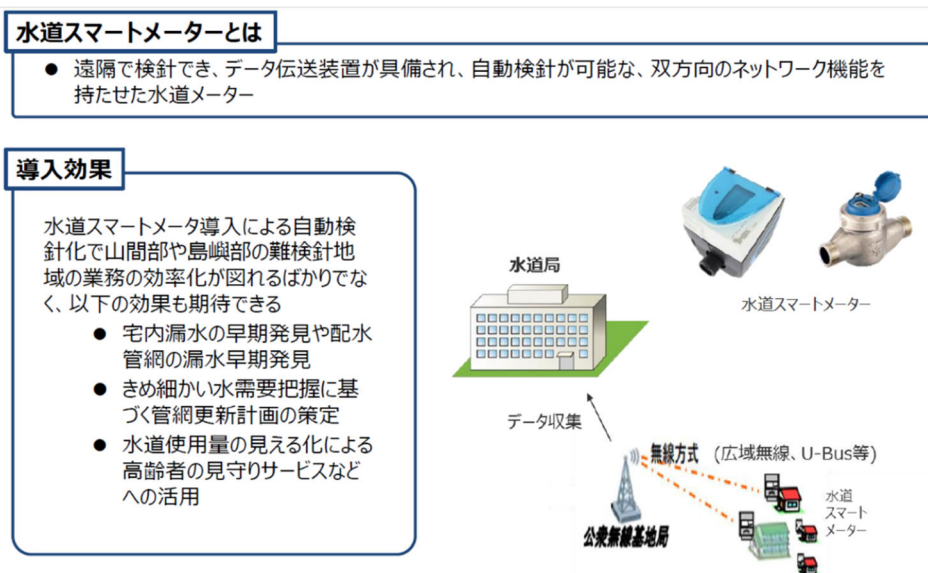 水道スマートメーターとは
● 遠隔で検針でき、データ伝送装置が具備され、自動検針が可能な、双方向のネットワーク機能を
持たせた水道メーター
導入効果
水道スマートメータ導入による自動検
針化で山間部や島嶼部の難検針地
域の業務の効率化が図れるばかりでな
く、以下の効果も期待できる
● 宅内漏水の早期発見や配水
管網の漏水早期発見
● きめ細かい水需要把握に基
づく管網更新計画の策定
● 水道使用量の見える化による
高齢者の見守りサービスなど
への活用
水道スマートメーター
水道局
データ収集
無線方式 (広域無線、U-Bus等)
公衆無線基地局
水道
スマート
メーター